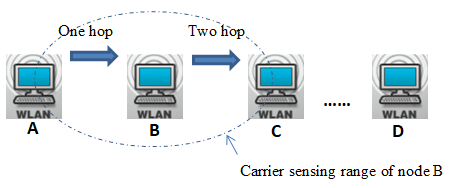 One hop Two hop
WLAN WLAN WLAN ...... WLAN
A B C D
Carrier sensing range of node B